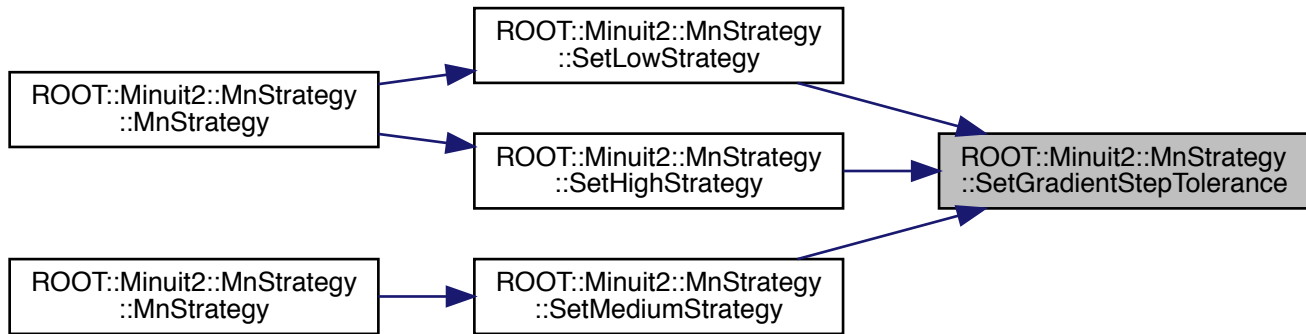 ROOT::Minuit2::MnStrategy
::SetLowStrategy
ROOT::Minuit2::MnStrategy
::MnStrategy
ROOT::Minuit2::MnStrategy
::SetHighStrategy
ROOT::Minuit2::MnStrategy
::SetGradientStepTolerance
ROOT::Minuit2::MnStrategy
::MnStrategy
ROOT::Minuit2::MnStrategy
::SetMediumStrategy